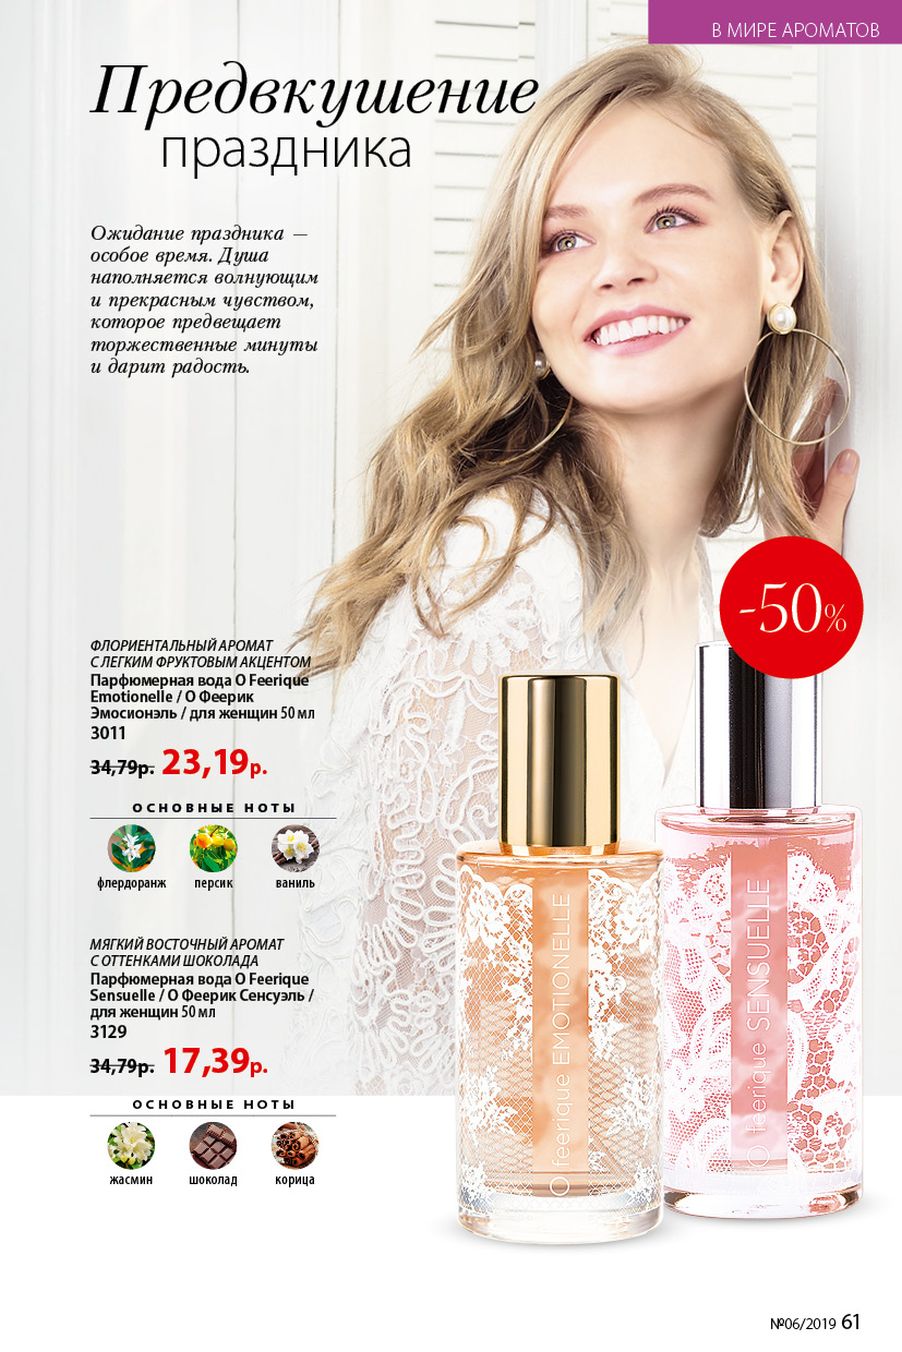 В МИРЕ АРОМАТОВ
Предвкушение
праздника
Ожидание праздника —
особое время. Душа
наполняется волнующим
и прекрасным чувством,
которое предвещает
торжественные минуты
и дарит радость.
-50%
ФЛОРИЕНТАЛЬНЫЙ АРОМАТ
С ЛЕГКИМ ФРУКТОВЫМ АКЦЕНТОМ
Парфюмерная вода O Feerique
Emotionelle / О Феерик
Эмосионэль / для женщин 50 мл
3011
34,79р. 23,19р.
ОСНОВНЫЕ НОТЫ
флердоранж персик ваниль
МЯГКИЙ ВОСТОЧНЫЙ АРОМАТ
С ОТТЕНКАМИ ШОКОЛАДА
Парфюмерная вода O Feerique
Sensuelle / О Феерик Сенсуэль /
для женщин 50 мл
3129
34,79р. 17,39р.
ОСНОВНЫЕ НОТЫ
жасмин шоколад корица
O feerique EMOTIONELLE
O feerique SENSUELLE
№06/2019 61